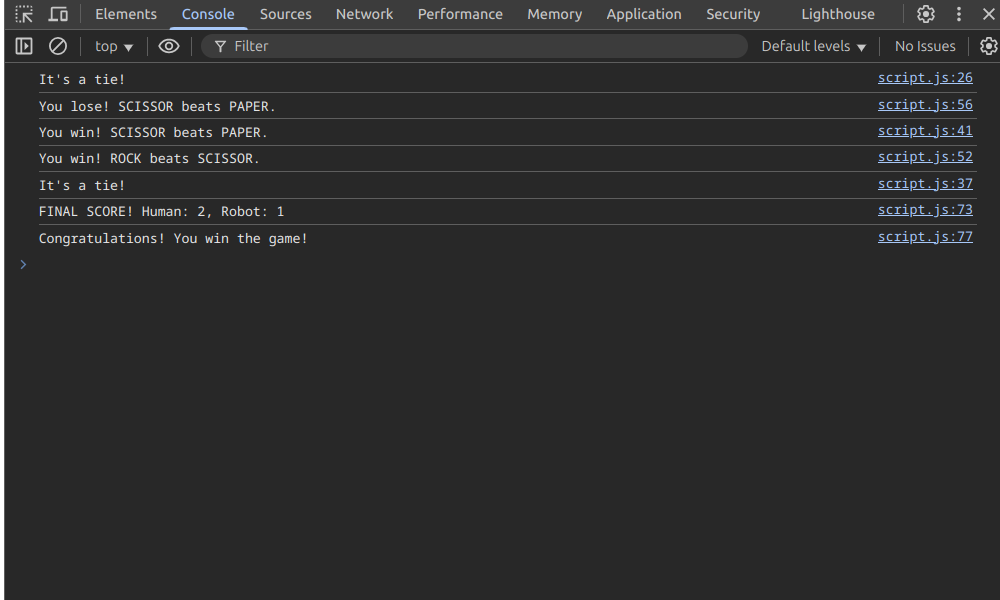 Elements Console Sources Network Performance Memory Application Security Lighthouse
top Filter Default levels No Issues
It's a tie! script.js:26
You lose! SCISSOR beats PAPER. script.js:56
You win! SCISSOR beats PAPER. script.js:41
You win! ROCK beats SCISSOR. script.js:52
It's a tie! script.js:37
FINAL SCORE! Human: 2, Robot: 1 script.js:73
Congratulations! You win the game! script.js:77